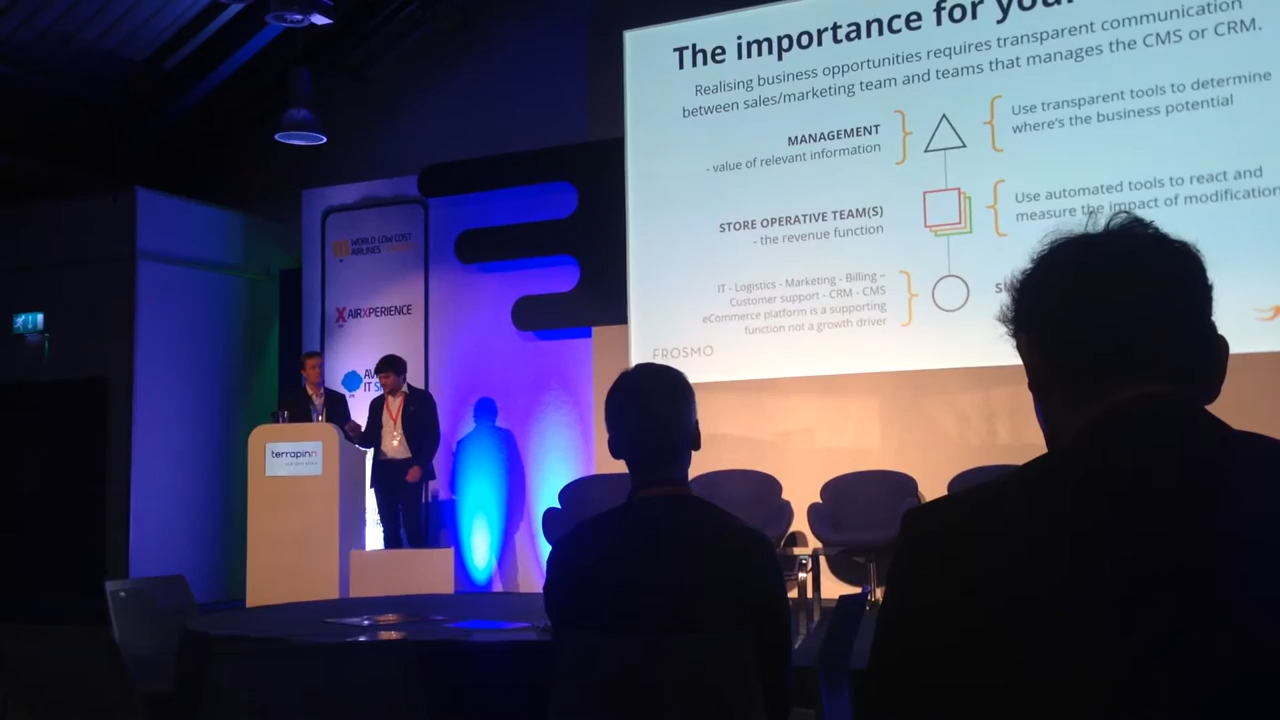 The importance for you
Realising business opportunities requires transparent communication
between sales/marketing team and teams that manages the CMS or CRM.
MANAGEMENT
- value of relevant information
Use transparent tools to determine
where's the business potential
STORE OPERATIVE TEAM(S)
- the revenue function
Use automated tools to react and
measure the impact of modification
IT - Logistics - Marketing - Billing –
Customer support - CRM - CMS
eCommerce platform is a supporting
function not a growth driver
FROSMO
WORLD LOW COST
AIRLINES
AIRXPERIENCE
AV
IT S
terrapinn